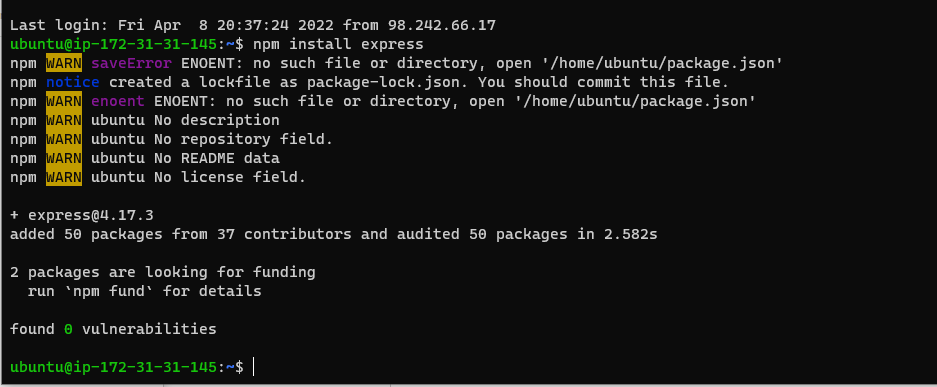 Last login: Fri Apr  8 20:37:24 2022 from 98.242.66.17
ubuntu@ip-172-31-31-145:~$ npm install express
npm WARN saveError ENOENT: no such file or directory, open '/home/ubuntu/package.json'
npm notice created a lockfile as package-lock.json. You should commit this file.
npm WARN enoent ENOENT: no such file or directory, open '/home/ubuntu/package.json'
npm WARN ubuntu No description
npm WARN ubuntu No repository field.
npm WARN ubuntu No README data
npm WARN ubuntu No license field.
+ express@4.17.3
added 50 packages from 37 contributors and audited 50 packages in 2.582s
2 packages are looking for funding
  run `npm fund` for details
found 0 vulnerabilities
ubuntu@ip-172-31-31-145:~$